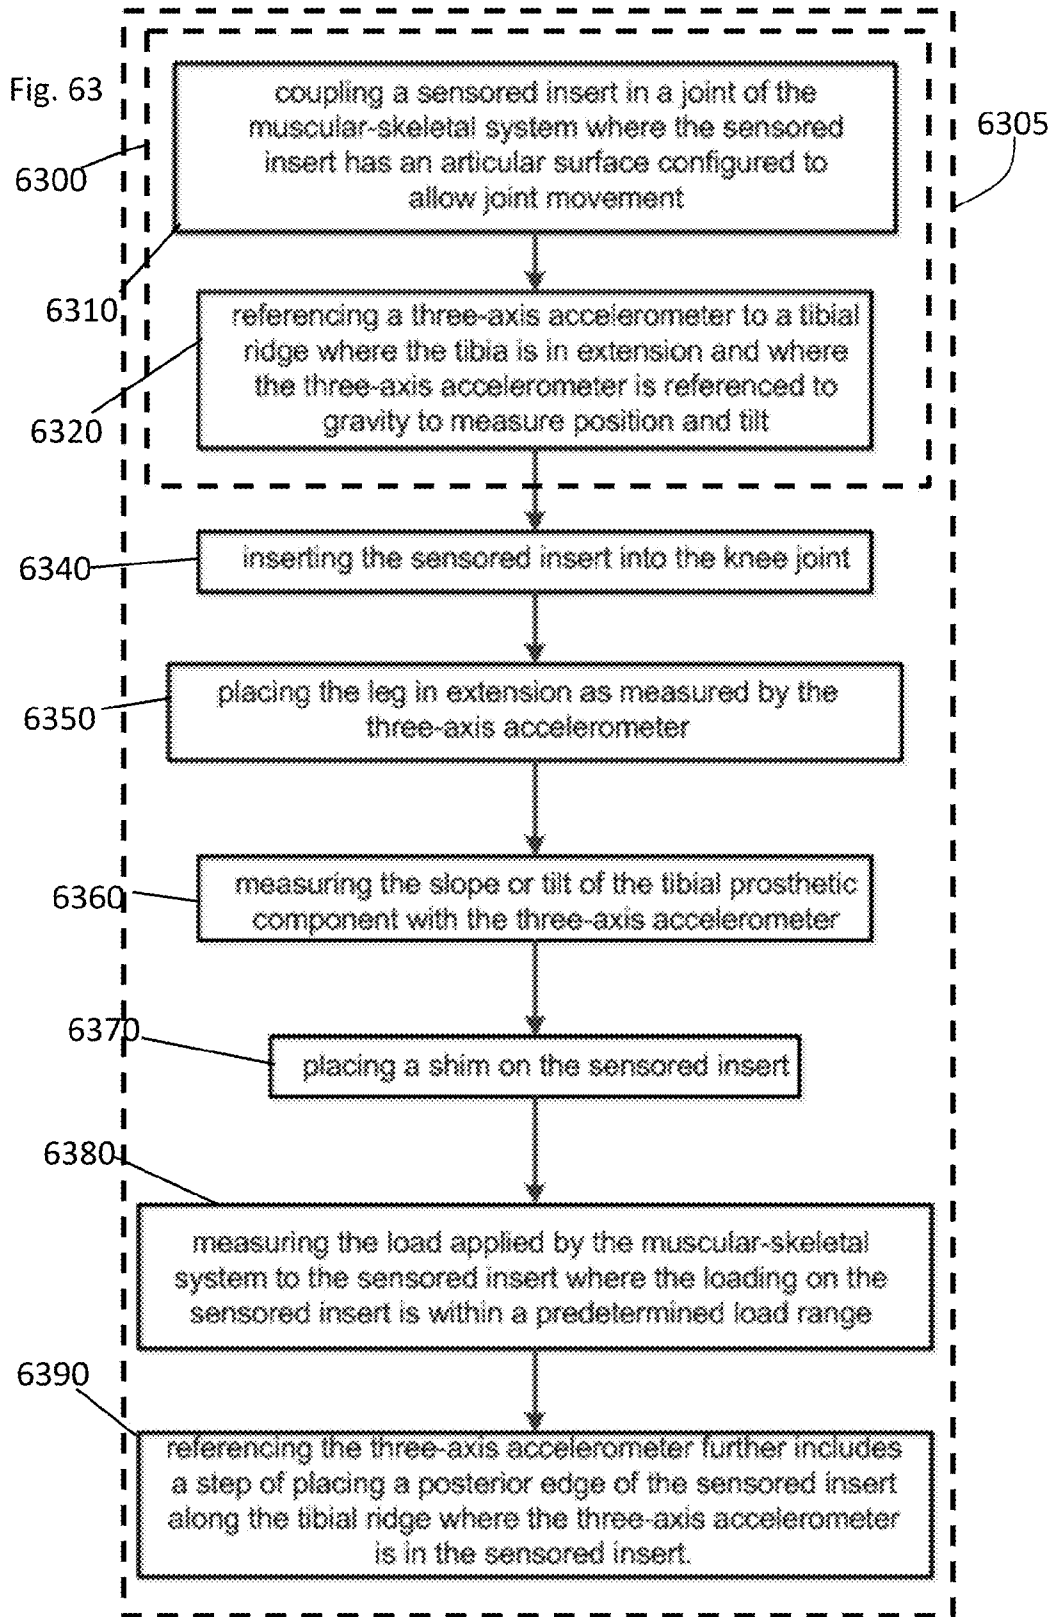 Fig. 63
6300
6305
coupling a sensored insert in a joint of the
muscular-skeletal system where the sensored
insert has an articular surface configured to
allow joint movement
6310
referencing a three-axis accelerometer to a tibial
ridge where the tibia is in extension and where
the three-axis accelerometer is referenced to
gravity to measure position and tilt
6320
6340
inserting the sensored insert into the knee joint
6350
placing the leg in extension as measured by the
three-axis accelerometer
6360
measuring the slope or tilt of the tibial prosthetic
component with the three-axis accelerometer
6370
placing a shim on the sensored insert
6380
measuring the load applied by the muscular-skeletal
system to the sensored insert where the loading on the
sensored insert is within a predetermined load range
6390
referencing the three-axis accelerometer further includes
a step of placing a posterior edge of the sensored insert
along the tibial ridge where the three-axis accelerometer
is in the sensored insert.